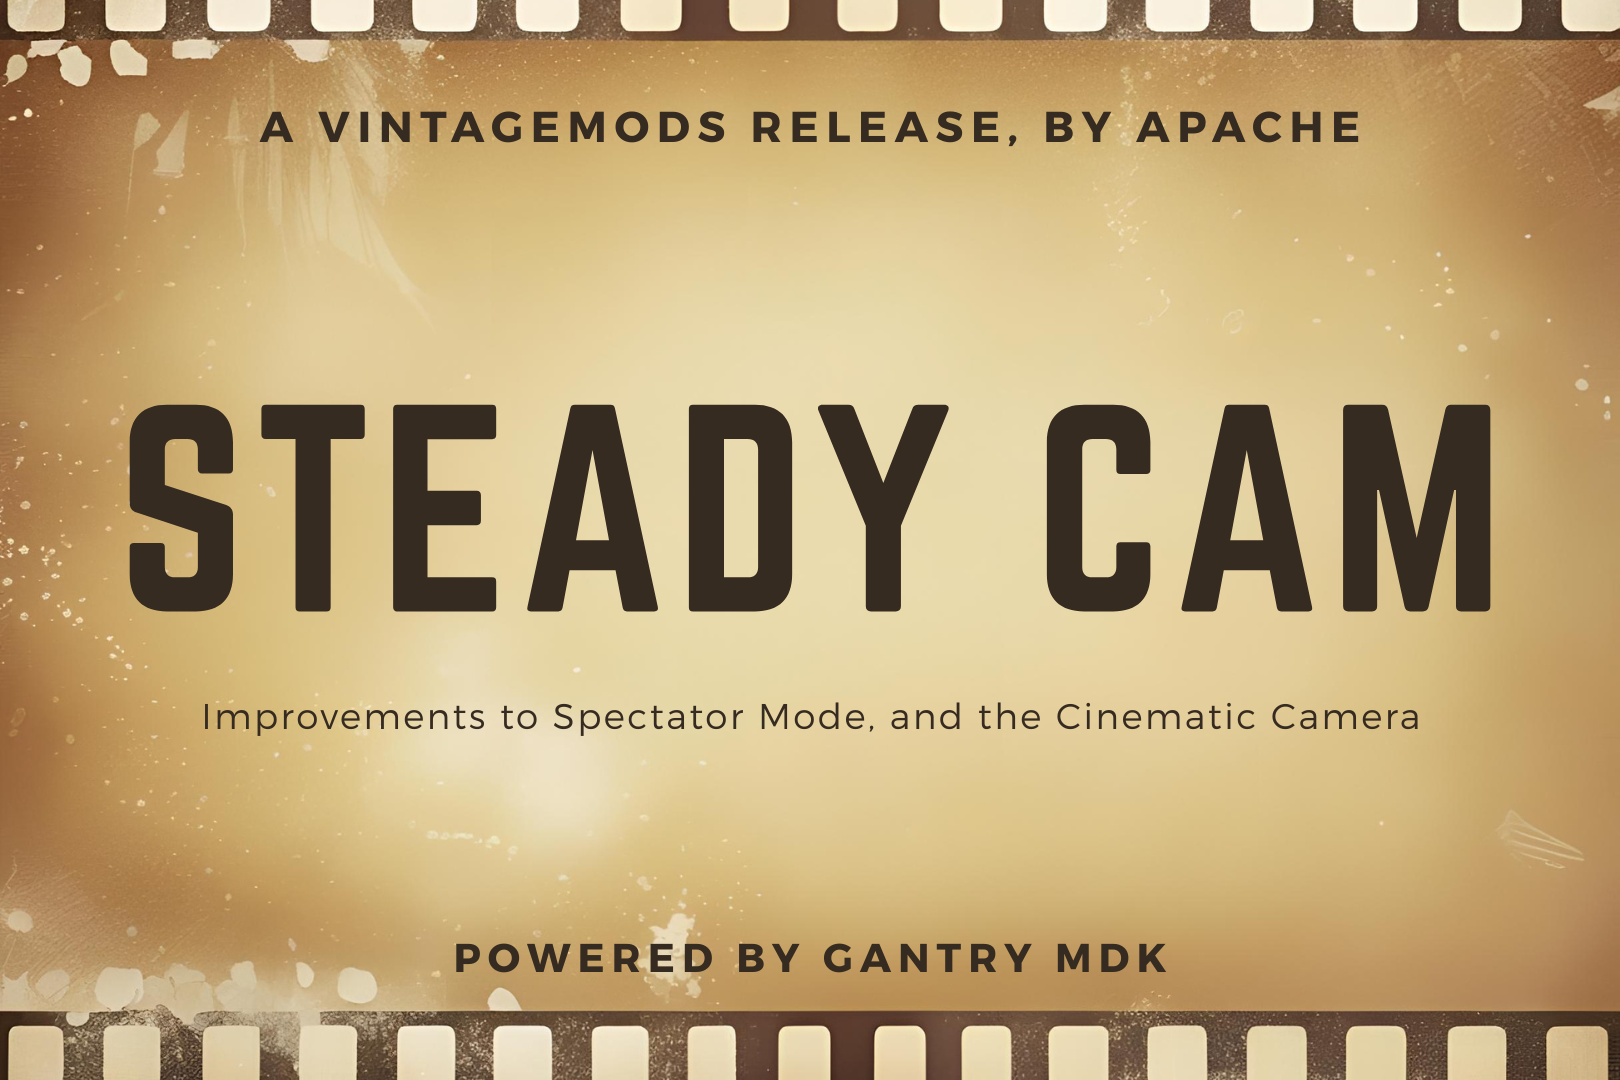 A VINTAGEMODS RELEASE, BY APACHE
STEADY CAM
Improvements to Spectator Mode, and the Cinematic Camera
POWERED BY GANTRY MDK